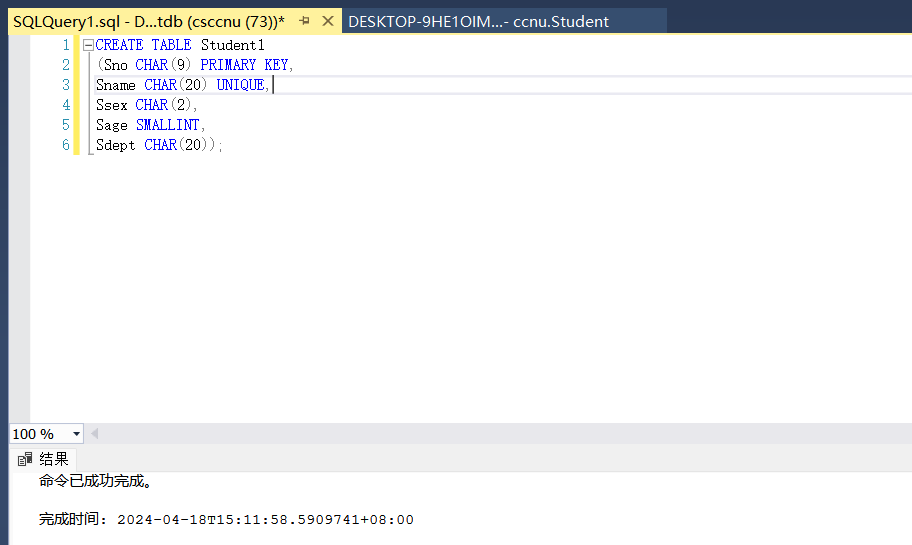 SQLQuery1.sql - D...tdb (csccnu (73))* DESKTOP-9HE1OIM...- ccnu.Student
1 CREATE TABLE Student1
2 (Sno CHAR(9) PRIMARY KEY,
3 Sname CHAR(20) UNIQUE,
4 Ssex CHAR(2),
5 Sage SMALLINT,
6 Sdept CHAR(20));
100 %
结果
命令已成功完成。
完成时间: 2024-04-18T15:11:58.5909741+08:00